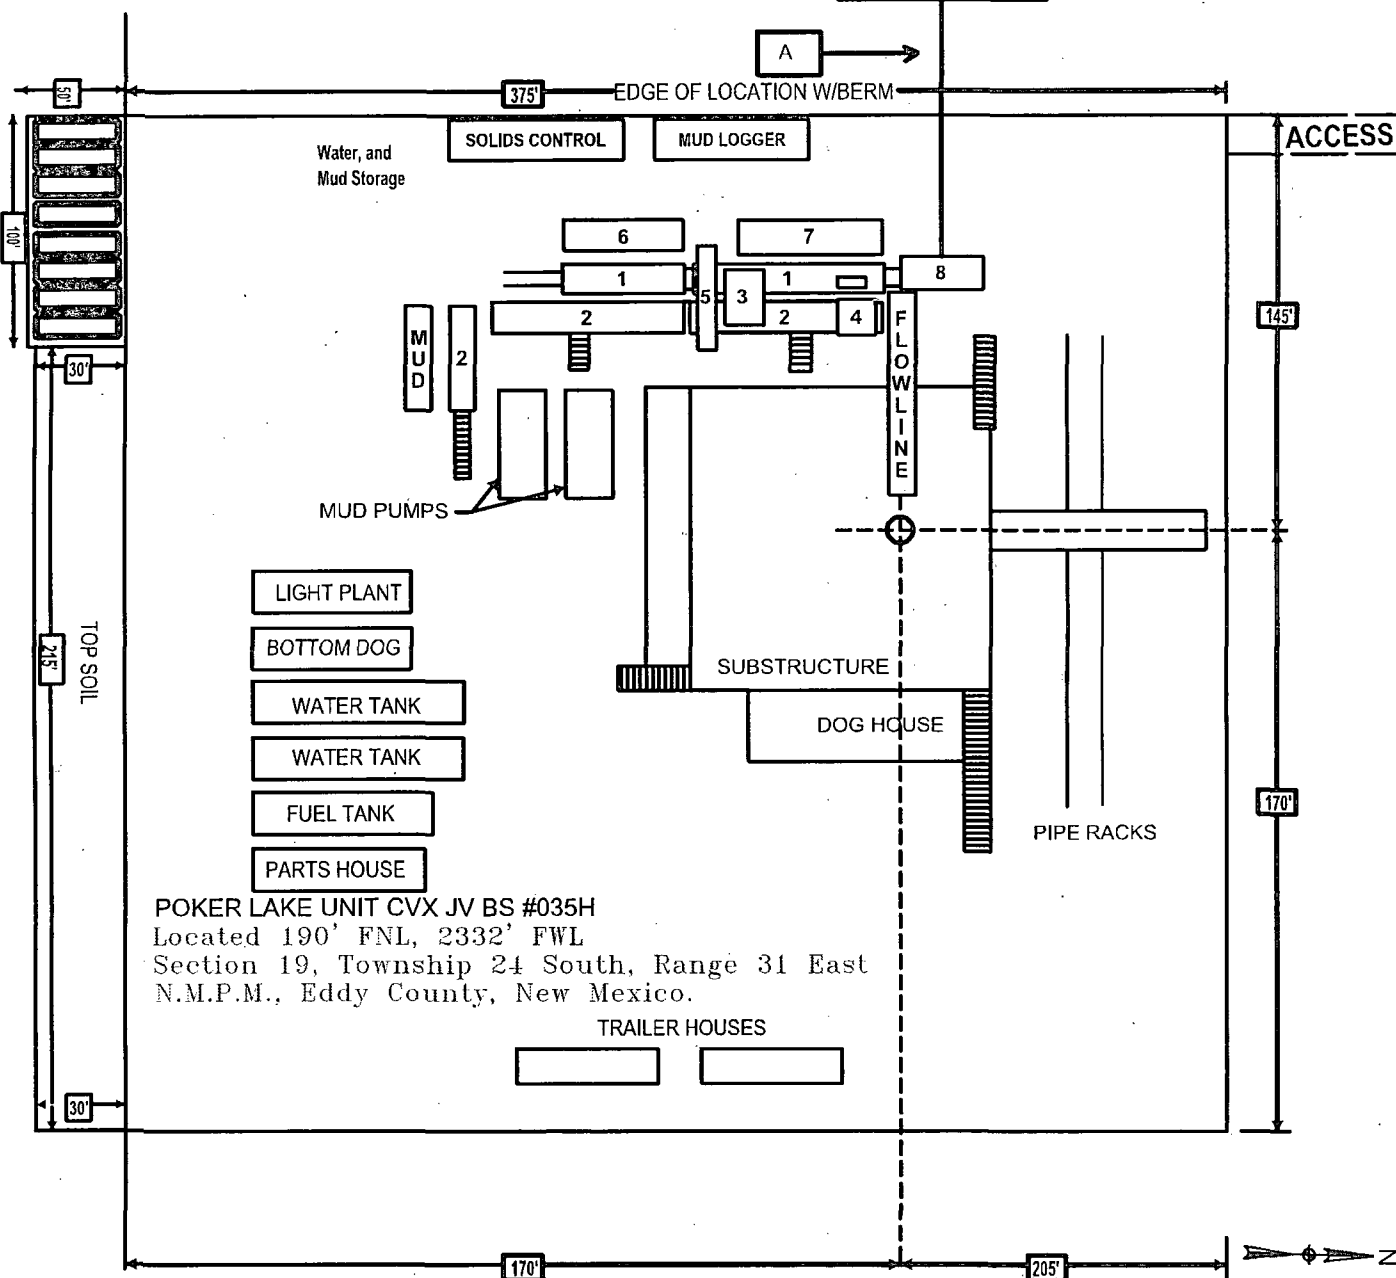 A
50'
375'
EDGE OF LOCATION W/BERM
ACCESS
SOLIDS CONTROL
MUD LOGGER
Water, and
Mud Storage
100'
6
7
1
1
8
5
3
2
2
4
145'
MUD
2
FLOWLINE
30'
MUD PUMPS
LIGHT PLANT
BOTTOM DOG
TOP SOIL
215'
SUBSTRUCTURE
WATER TANK
DOG HOUSE
WATER TANK
170'
FUEL TANK
PIPE RACKS
PARTS HOUSE
POKER LAKE UNIT CVX JV BS #035H
Located 190' FNL, 2332' FWL
Section 19, Township 24 South, Range 31 East
N.M.P.M., Eddy County, New Mexico.
TRAILER HOUSES
30'
170'
205'
N